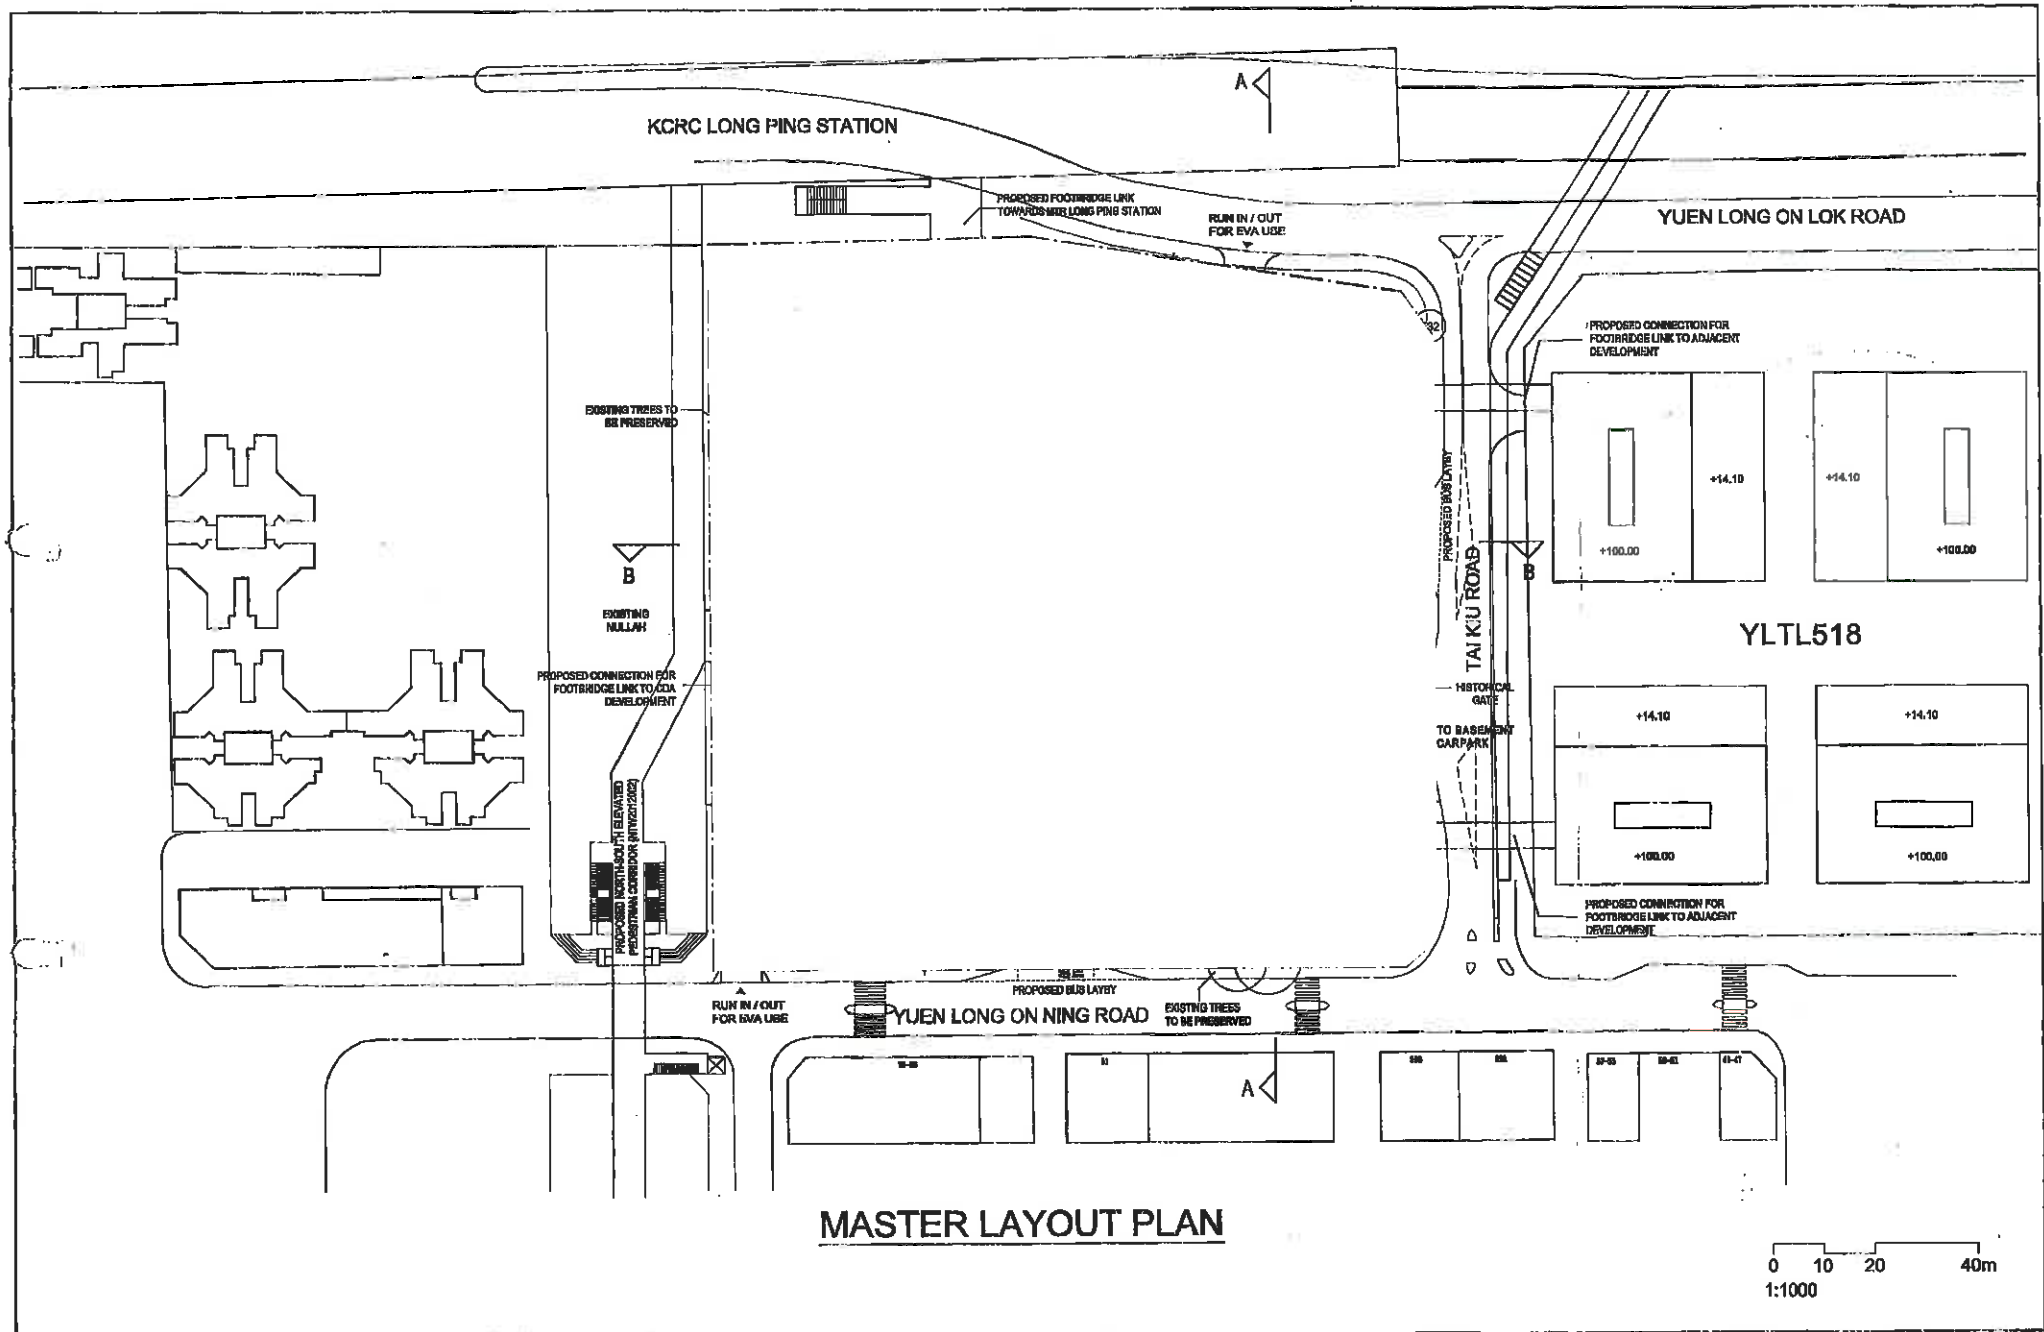 A
KCRC LONG PING STATION
PROPOSED FOOTBRIDGE LINK
TOWARDS MTR LONG PING STATION
RUN IN / OUT
FOR EVA USE
YUEN LONG ON LOK ROAD
32
PROPOSED CONNECTION FOR
FOOTBRIDGE LINK TO ADJACENT
DEVELOPMENT
EXISTING TREES TO
BE PRESERVED
PROPOSED BUS LAYBY
+14.10
+14.10
+100.00
+100.00
B
B
TAI KIU ROAD
EXISTING
NULLAH
YLTL518
PROPOSED CONNECTION FOR
FOOTBRIDGE LINK TO CDA
DEVELOPMENT
HISTORICAL
GATE
+14.10
+14.10
TO BASEMENT
CARPARK
PROPOSED NORTH-SOUTH ELEVATED
PEDESTRIAN CORRIDOR
+100.00
+100.00
PROPOSED CONNECTION FOR
FOOTBRIDGE LINK TO ADJACENT
DEVELOPMENT
RUN IN / OUT
FOR EVA USE
PROPOSED BUS LAYBY
YUEN LONG ON NING ROAD
EXISTING TREES
TO BE PRESERVED
A
MASTER LAYOUT PLAN
0 10 20 40m
1:1000